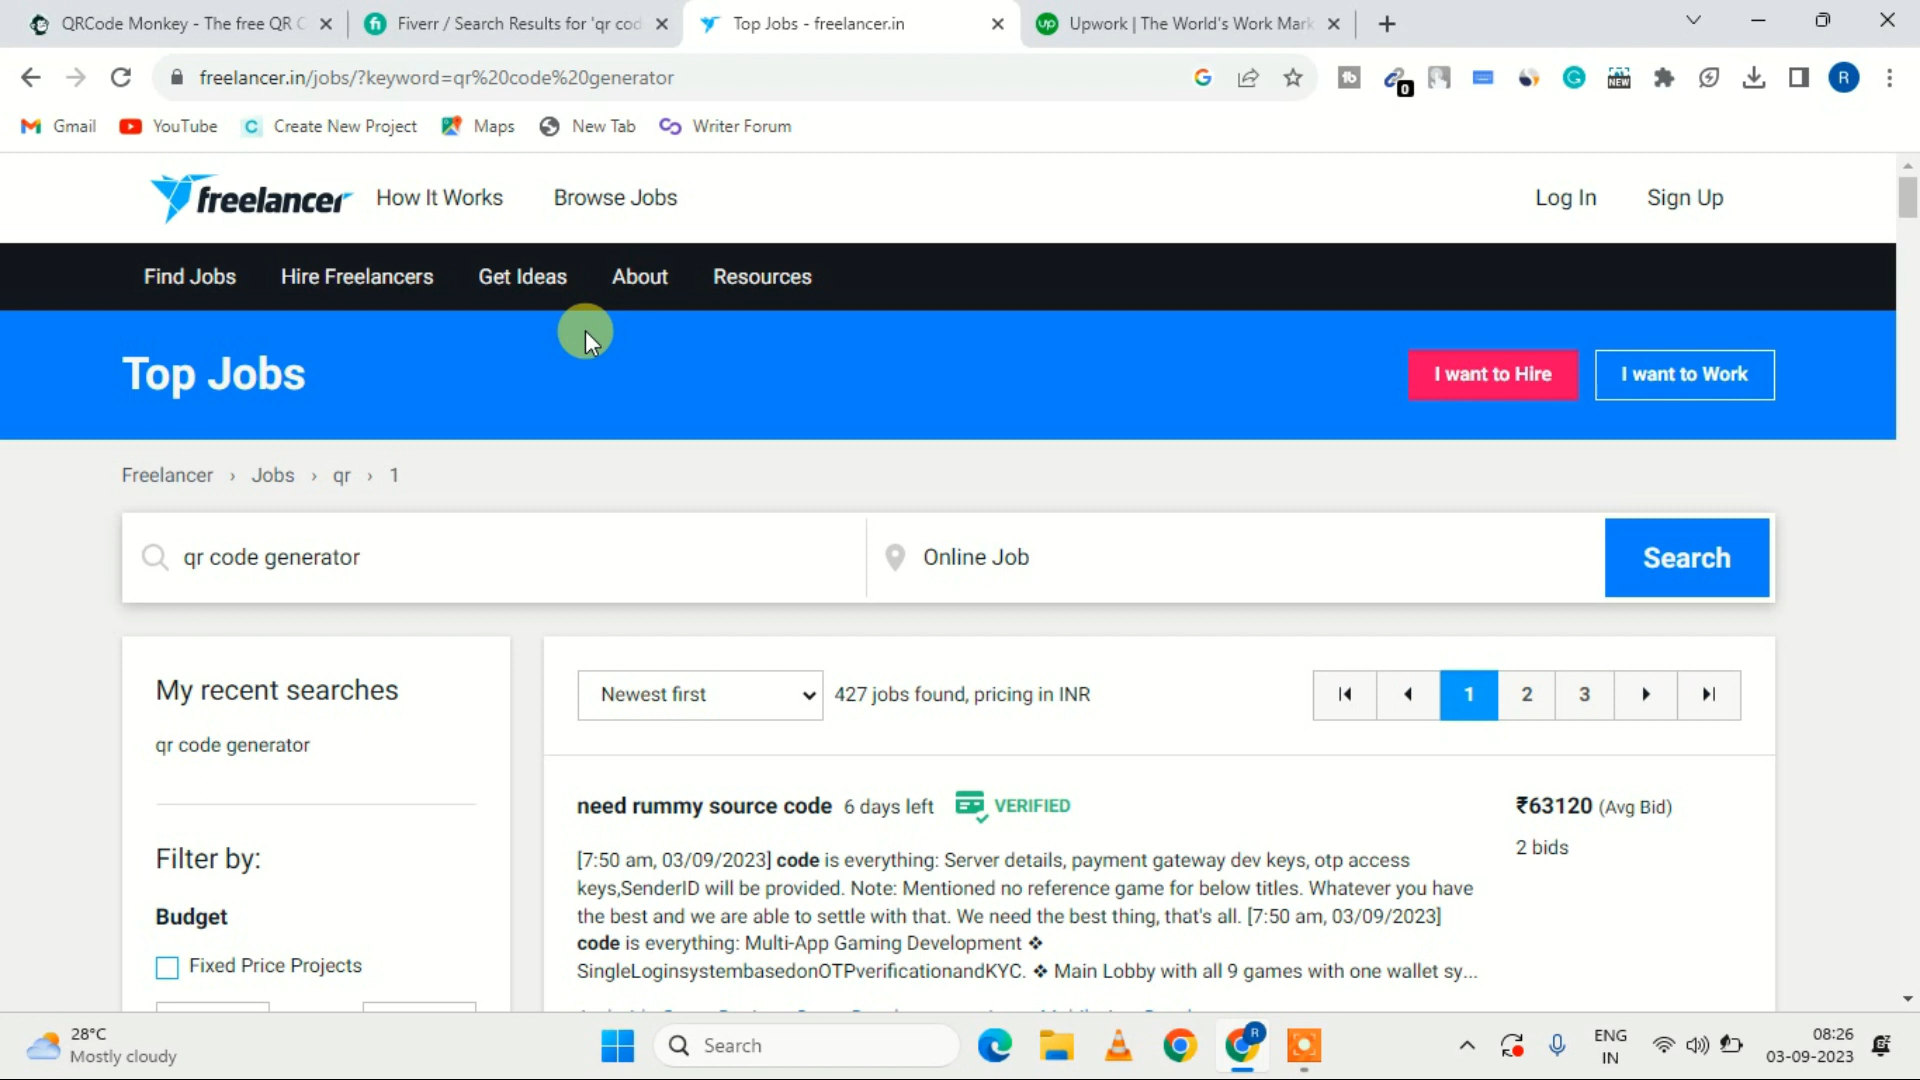 QRCode Monkey - The free QR C
Fiverr / Search Results for 'qr cod
Top Jobs - freelancer.in
Upwork | The World's Work Mark
freelancer.in/jobs/?keyword=qr%20code%20generator
Gmail
YouTube
Create New Project
Maps
New Tab
Writer Forum
freelancer
How It Works
Browse Jobs
Log In
Sign Up
Find Jobs
Hire Freelancers
Get Ideas
About
Resources
Top Jobs
I want to Hire
I want to Work
Freelancer › Jobs › qr › 1
qr code generator
Online Job
Search
My recent searches
qr code generator
Filter by:
Budget
Fixed Price Projects
Newest first
427 jobs found, pricing in INR
1
2
3
need rummy source code 6 days left VERIFIED
₹63120 (Avg Bid)
2 bids
[7:50 am, 03/09/2023] code is everything: Server details, payment gateway dev keys, otp access
keys,SenderID will be provided. Note: Mentioned no reference game for below titles. Whatever you have
the best and we are able to settle with that. We need the best thing, that's all. [7:50 am, 03/09/2023]
code is everything: Multi-App Gaming Development ❖
SingleLoginsystembasedonOTPverificationandKYC. ❖ Main Lobby with all 9 games with one wallet sy...
28°C
Mostly cloudy
Search
ENG
IN
08:26
03-09-2023